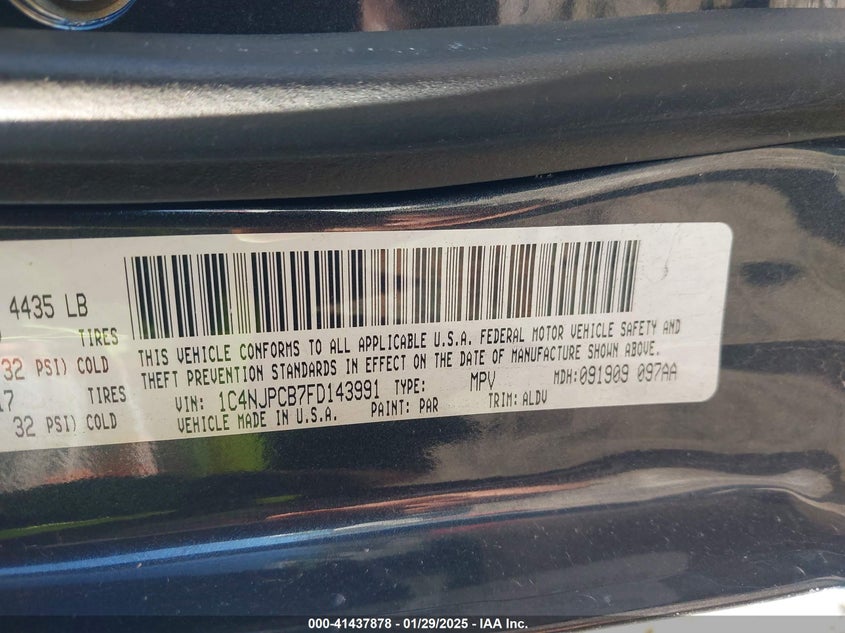 4435 LB
TIRES
32 PSI) COLD
17 TIRES
32 PSI) COLD
THIS VEHICLE CONFORMS TO ALL APPLICABLE U.S.A. FEDERAL MOTOR VEHICLE SAFETY AND
THEFT PREVENTION STANDARDS IN EFFECT ON THE DATE OF MANUFACTURE SHOWN ABOVE.
VIN: 1C4NJPCB7FD143991 TYPE: MPV MDH:091909 097AA
VEHICLE MADE IN U.S.A. PAINT: PAR TRIM: ALDV
000-41437878 - 01/29/2025 - IAA Inc.